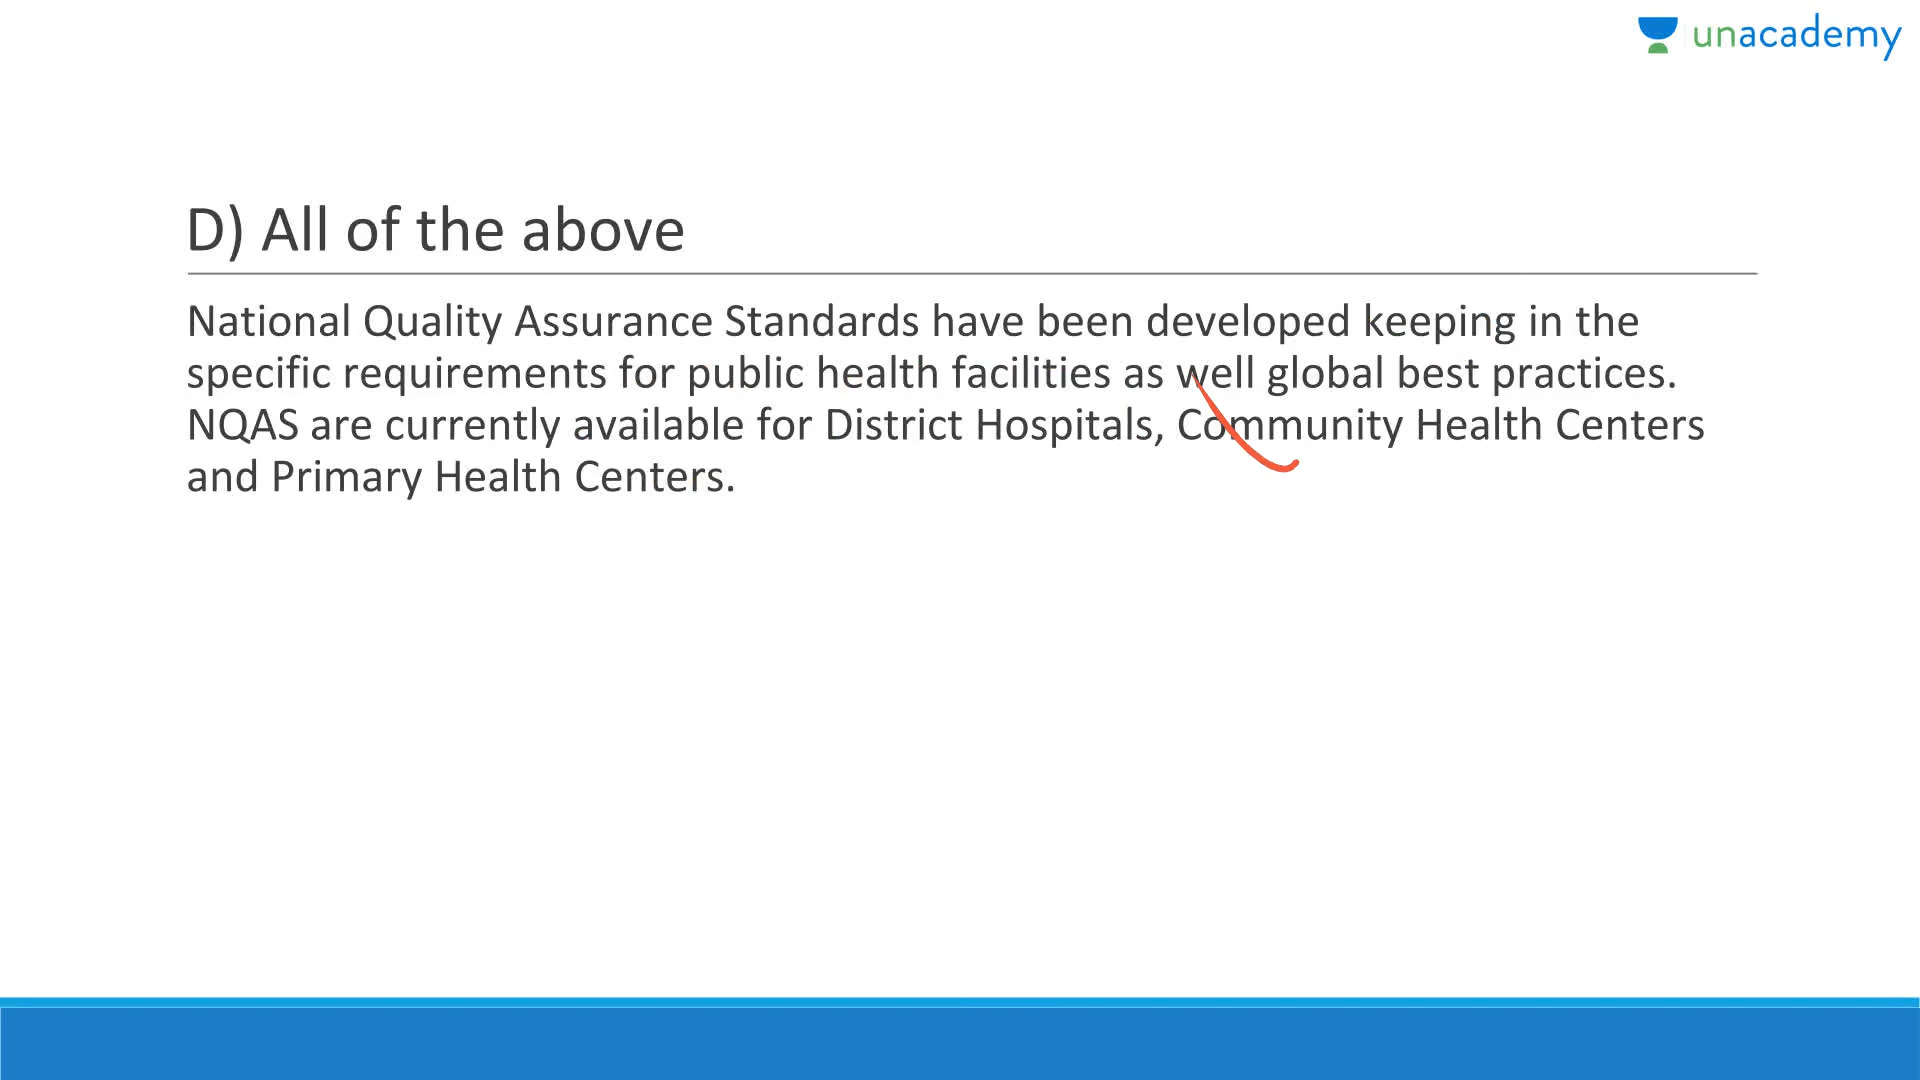 unacademy
D) All of the above
National Quality Assurance Standards have been developed keeping in the
specific requirements for public health facilities as well global best practices.
NQAS are currently available for District Hospitals, Community Health Centers
and Primary Health Centers.